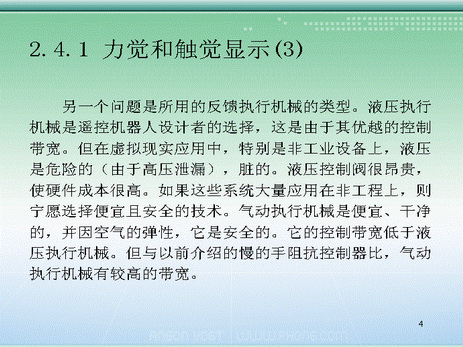 2.4.1 力觉和触觉显示(3)
另一个问题是所用的反馈执行机械的类型。液压执行
机械是遥控机器人设计者的选择，这是由于其优越的控制
带宽。但在虚拟现实应用中，特别是非工业设备上，液压
是危险的（由于高压泄漏），脏的。液压控制阀很昂贵，
使硬件成本很高。如果这些系统大量应用在非工程上，则
宁愿选择便宜且安全的技术。气动执行机械是便宜、干净
的，并因空气的弹性，它是安全的。它的控制带宽低于液
压执行机械。但与以前介绍的慢的手阻抗控制器比，气动
执行机械有较高的带宽。
4